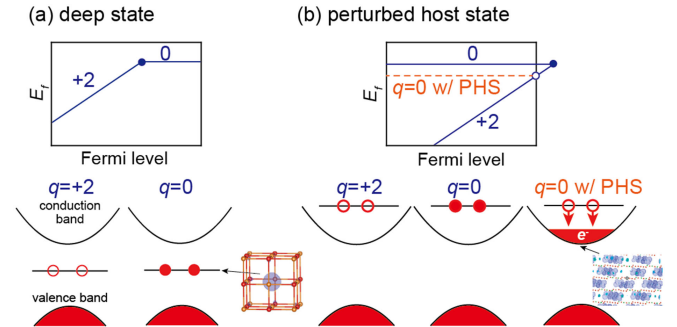 (a) deep state
0
+2
E_f
Fermi level
q=+2
q=0
conduction
band
valence band
(b) perturbed host state
0
q=0 w/ PHS
+2
E_f
Fermi level
q=+2
q=0
q=0 w/ PHS
e⁻